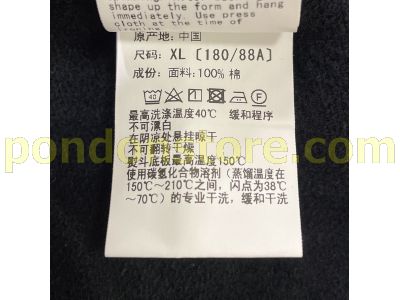 shape up the form and hang
immediately. Use press
cloth at the time of
原产地: 中国
尺码: XL [180/88A]
成份: 面料:100% 棉
40
F
最高洗涤温度40℃ 缓和程序
不可漂白
在阴凉处悬挂晾干
不可翻转干燥
熨斗底板最高温度150℃
使用碳氢化合物溶剂 (蒸馏温度在
150℃~210℃之间, 闪点为38℃
~70℃) 的专业干洗, 缓和干洗